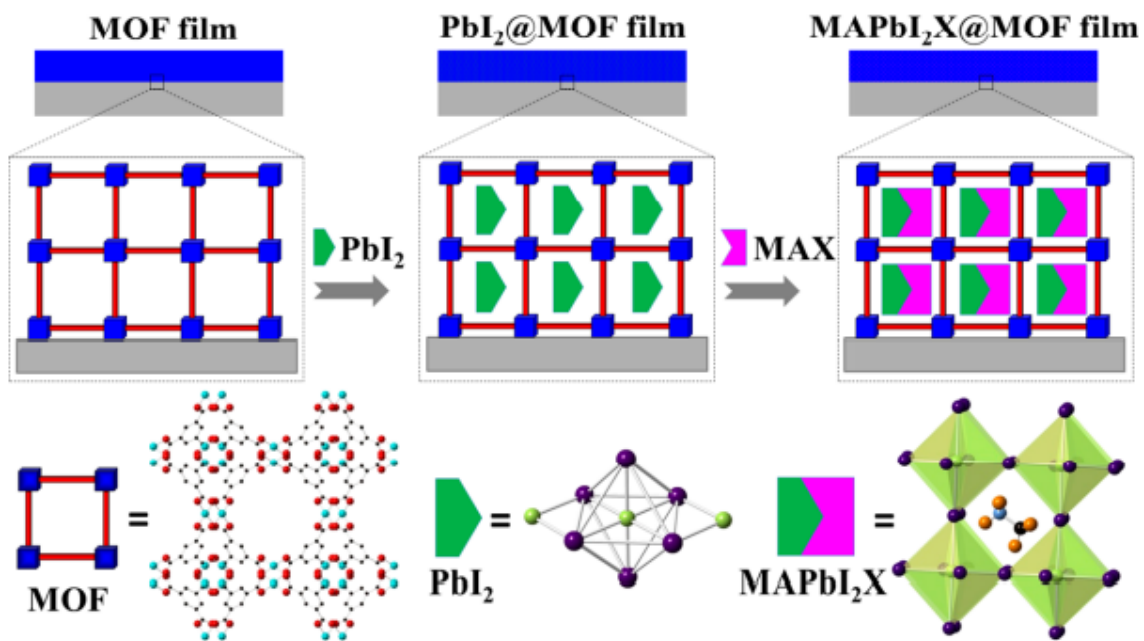 MOF film
PbI₂@MOF film
MAPbI₂X@MOF film
PbI₂
MAX
MOF
=
PbI₂
=
MAPbI₂X
=